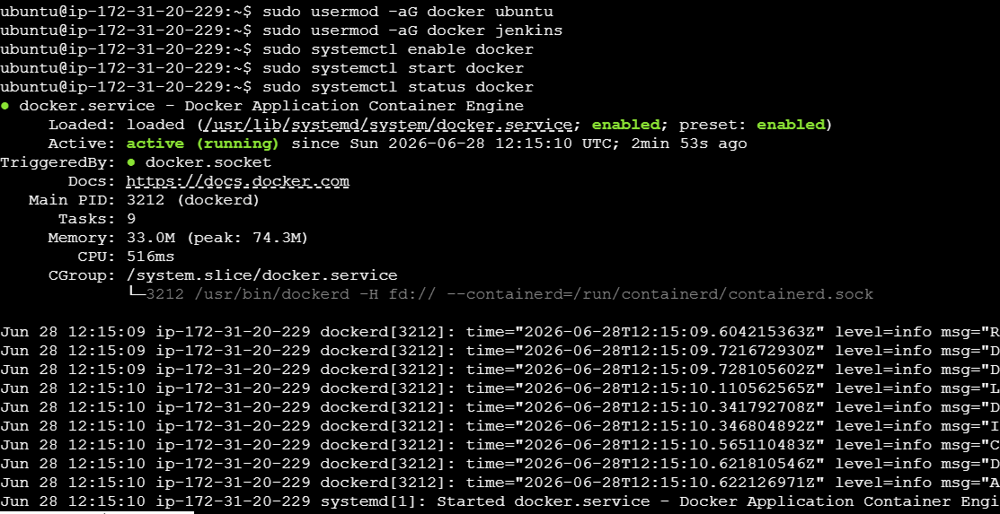 ubuntu@ip-172-31-20-229:~$ sudo usermod -aG docker ubuntu
ubuntu@ip-172-31-20-229:~$ sudo usermod -aG docker jenkins
ubuntu@ip-172-31-20-229:~$ sudo systemctl enable docker
ubuntu@ip-172-31-20-229:~$ sudo systemctl start docker
ubuntu@ip-172-31-20-229:~$ sudo systemctl status docker
● docker.service - Docker Application Container Engine
     Loaded: loaded (/usr/lib/systemd/system/docker.service; enabled; preset: enabled)
     Active: active (running) since Sun 2026-06-28 12:15:10 UTC; 2min 53s ago
TriggeredBy: ● docker.socket
       Docs: https://docs.docker.com
   Main PID: 3212 (dockerd)
      Tasks: 9
     Memory: 33.0M (peak: 74.3M)
        CPU: 516ms
     CGroup: /system.slice/docker.service
             └─3212 /usr/bin/dockerd -H fd:// --containerd=/run/containerd/containerd.sock
Jun 28 12:15:09 ip-172-31-20-229 dockerd[3212]: time="2026-06-28T12:15:09.604215363Z" level=info msg="R
Jun 28 12:15:09 ip-172-31-20-229 dockerd[3212]: time="2026-06-28T12:15:09.721672930Z" level=info msg="D
Jun 28 12:15:09 ip-172-31-20-229 dockerd[3212]: time="2026-06-28T12:15:09.728105602Z" level=info msg="D
Jun 28 12:15:10 ip-172-31-20-229 dockerd[3212]: time="2026-06-28T12:15:10.110562565Z" level=info msg="L
Jun 28 12:15:10 ip-172-31-20-229 dockerd[3212]: time="2026-06-28T12:15:10.341792708Z" level=info msg="D
Jun 28 12:15:10 ip-172-31-20-229 dockerd[3212]: time="2026-06-28T12:15:10.346804892Z" level=info msg="I
Jun 28 12:15:10 ip-172-31-20-229 dockerd[3212]: time="2026-06-28T12:15:10.565110483Z" level=info msg="C
Jun 28 12:15:10 ip-172-31-20-229 dockerd[3212]: time="2026-06-28T12:15:10.621810546Z" level=info msg="D
Jun 28 12:15:10 ip-172-31-20-229 dockerd[3212]: time="2026-06-28T12:15:10.622126971Z" level=info msg="A
Jun 28 12:15:10 ip-172-31-20-229 systemd[1]: Started docker.service - Docker Application Container Engi